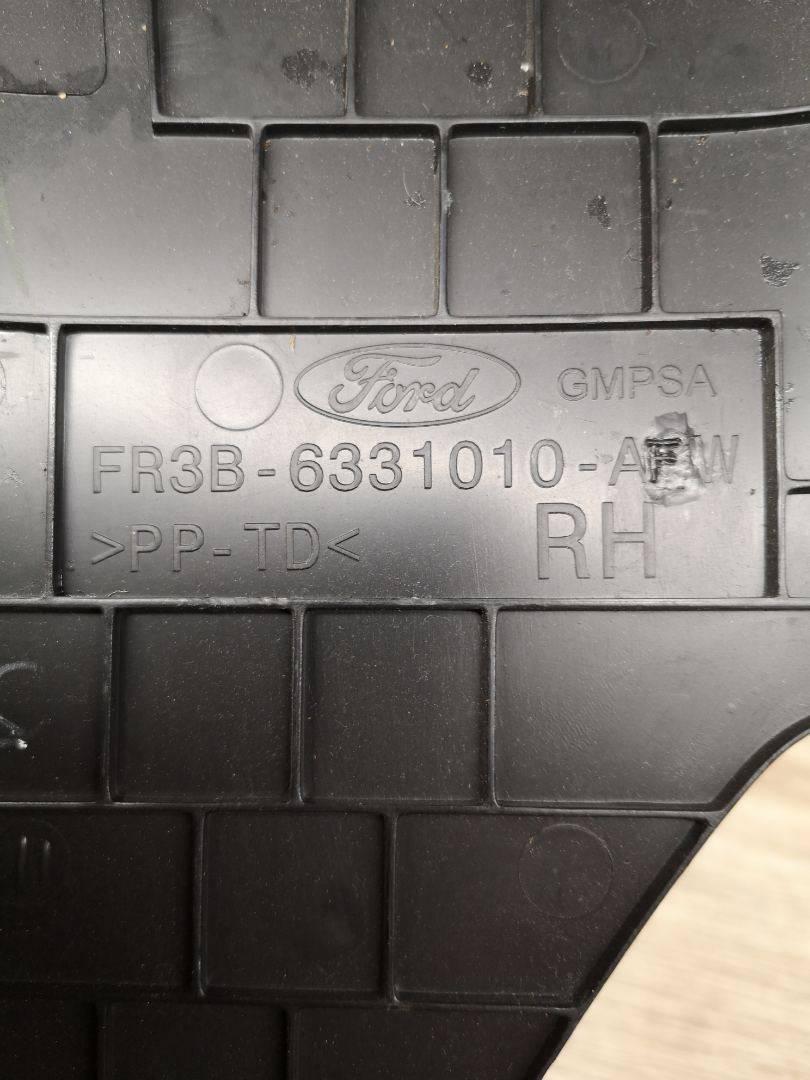 Ford GMPSA
FR3B-6331010-A
>PP-TD< RH